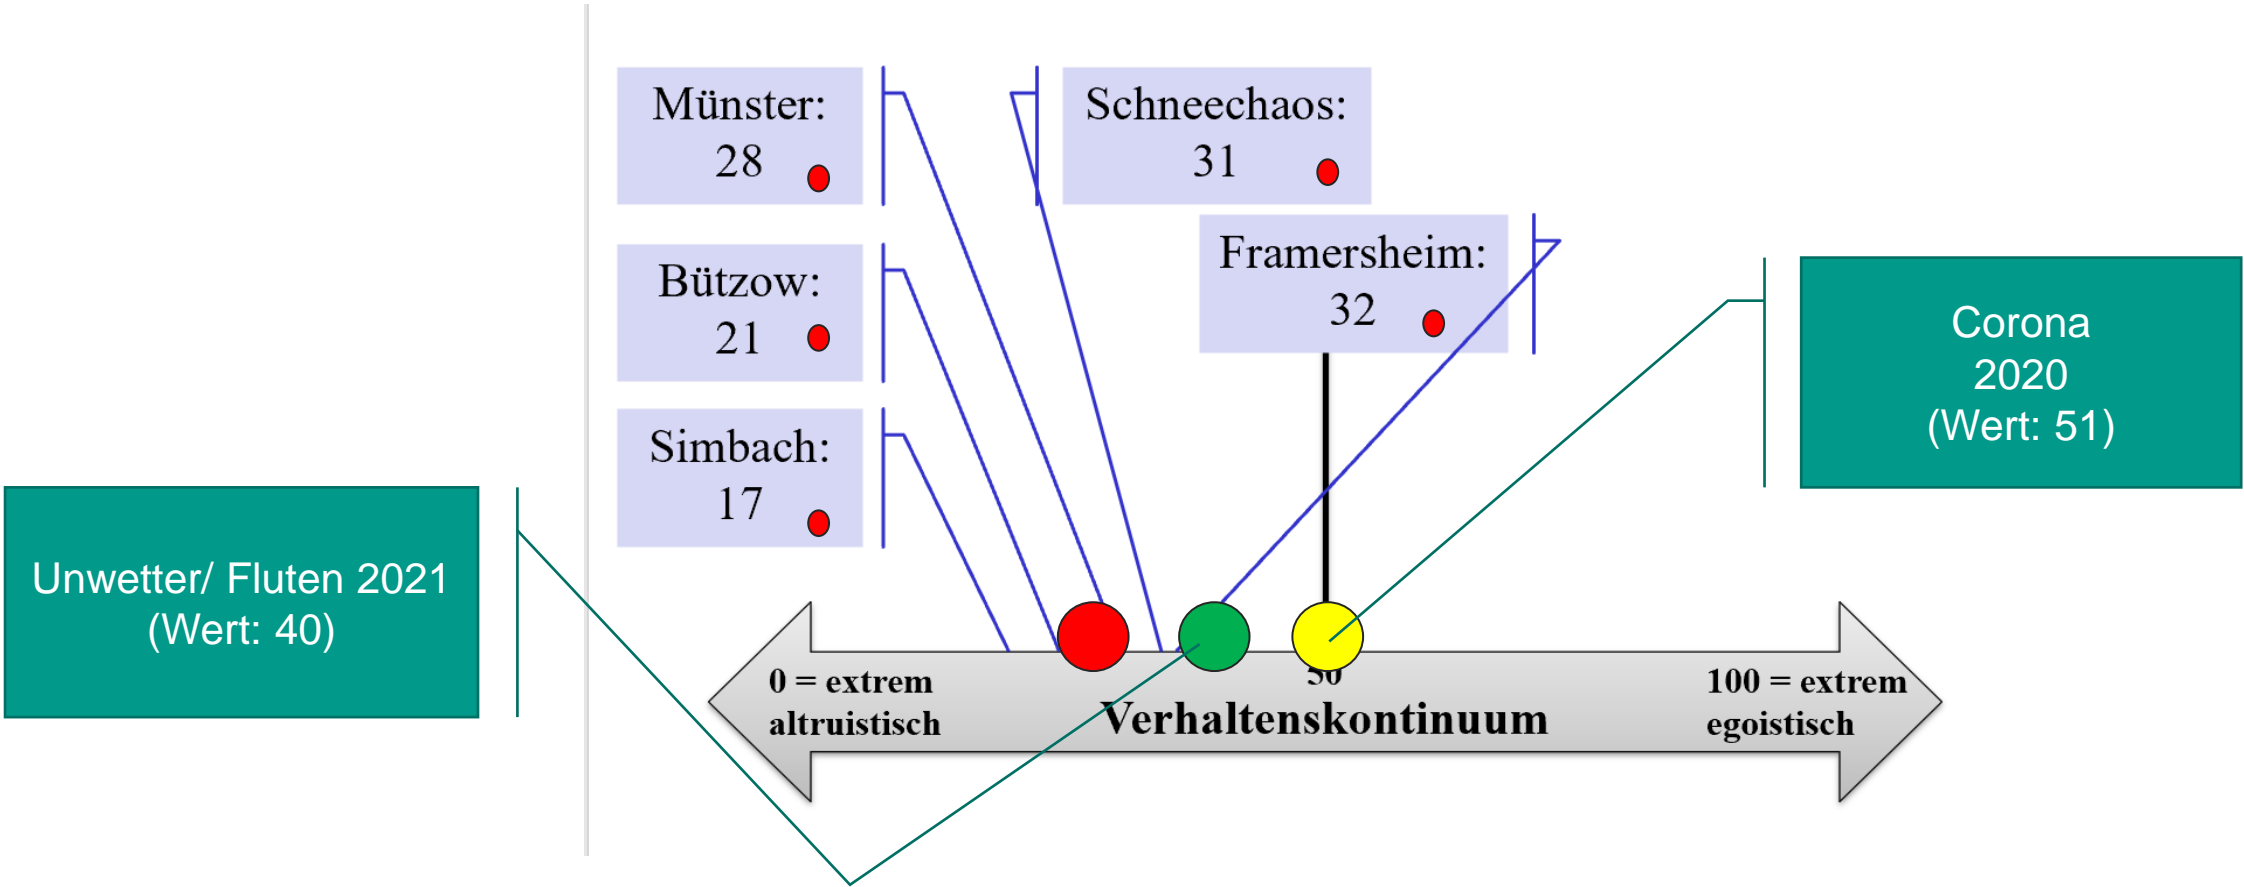 Münster:
28
Schneechaos:
31
Bützow:
21
Framersheim:
32
Simbach:
17
Corona
2020
(Wert: 51)
Unwetter/ Fluten 2021
(Wert: 40)
0 = extrem
altruistisch
50
Verhaltenskontinuum
100 = extrem
egoistisch